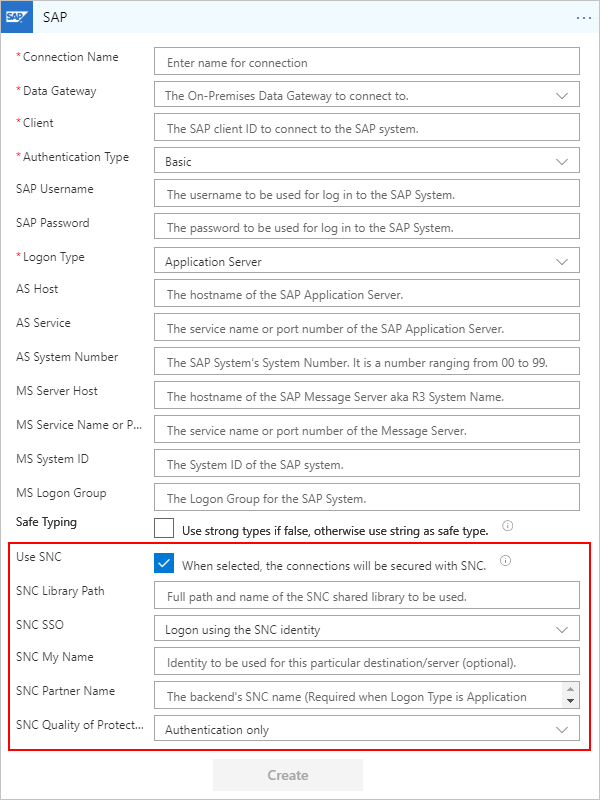 SAP SAP ...
* Connection Name Enter name for connection
* Data Gateway The On-Premises Data Gateway to connect to.
* Client The SAP client ID to connect to the SAP system.
* Authentication Type Basic
SAP Username The username to be used for log in to the SAP System.
SAP Password The password to be used for log in to the SAP System.
* Logon Type Application Server
AS Host The hostname of the SAP Application Server.
AS Service The service name or port number of the SAP Application Server.
AS System Number The SAP System's System Number. It is a number ranging from 00 to 99.
MS Server Host The hostname of the SAP Message Server aka R3 System Name.
MS Service Name or P... The service name or port number of the Message Server.
MS System ID The System ID of the SAP system.
MS Logon Group The Logon Group for the SAP System.
Safe Typing Use strong types if false, otherwise use string as safe type.
Use SNC When selected, the connections will be secured with SNC.
SNC Library Path Full path and name of the SNC shared library to be used.
SNC SSO Logon using the SNC identity
SNC My Name Identity to be used for this particular destination/server (optional).
SNC Partner Name The backend's SNC name (Required when Logon Type is Application
SNC Quality of Protect... Authentication only
Create